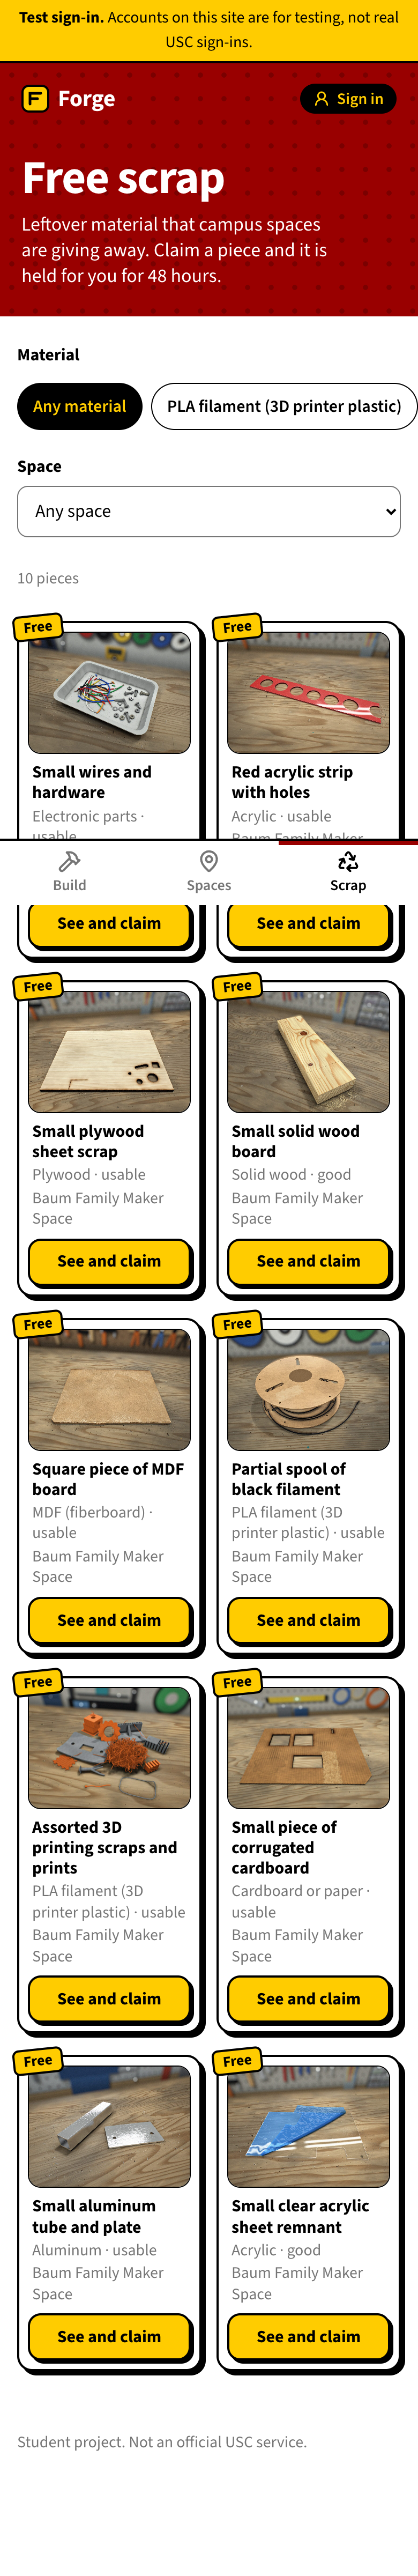 Test sign-in. Accounts on this site are for testing, not real
USC sign-ins.
F Forge
Sign in
Free scrap
Leftover material that campus spaces
are giving away. Claim a piece and it is
held for you for 48 hours.
Material
Any material
PLA filament (3D printer plastic)
Space
Any space
10 pieces
Free
Small wires and
hardware
Electronic parts ·
usable
Free
Red acrylic strip
with holes
Acrylic · usable
Baum Family Maker
Build
Spaces
Scrap
See and claim
See and claim
Free
Small plywood
sheet scrap
Plywood · usable
Baum Family Maker
Space
See and claim
Free
Small solid wood
board
Solid wood · good
Baum Family Maker
Space
See and claim
Free
Square piece of MDF
board
MDF (fiberboard) ·
usable
Baum Family Maker
Space
See and claim
Free
Partial spool of
black filament
PLA filament (3D
printer plastic) · usable
Baum Family Maker
Space
See and claim
Free
Assorted 3D
printing scraps and
prints
PLA filament (3D
printer plastic) · usable
Baum Family Maker
Space
See and claim
Free
Small piece of
corrugated
cardboard
Cardboard or paper ·
usable
Baum Family Maker
Space
See and claim
Free
Small aluminum
tube and plate
Aluminum · usable
Baum Family Maker
Space
See and claim
Free
Small clear acrylic
sheet remnant
Acrylic · good
Baum Family Maker
Space
See and claim
Student project. Not an official USC service.